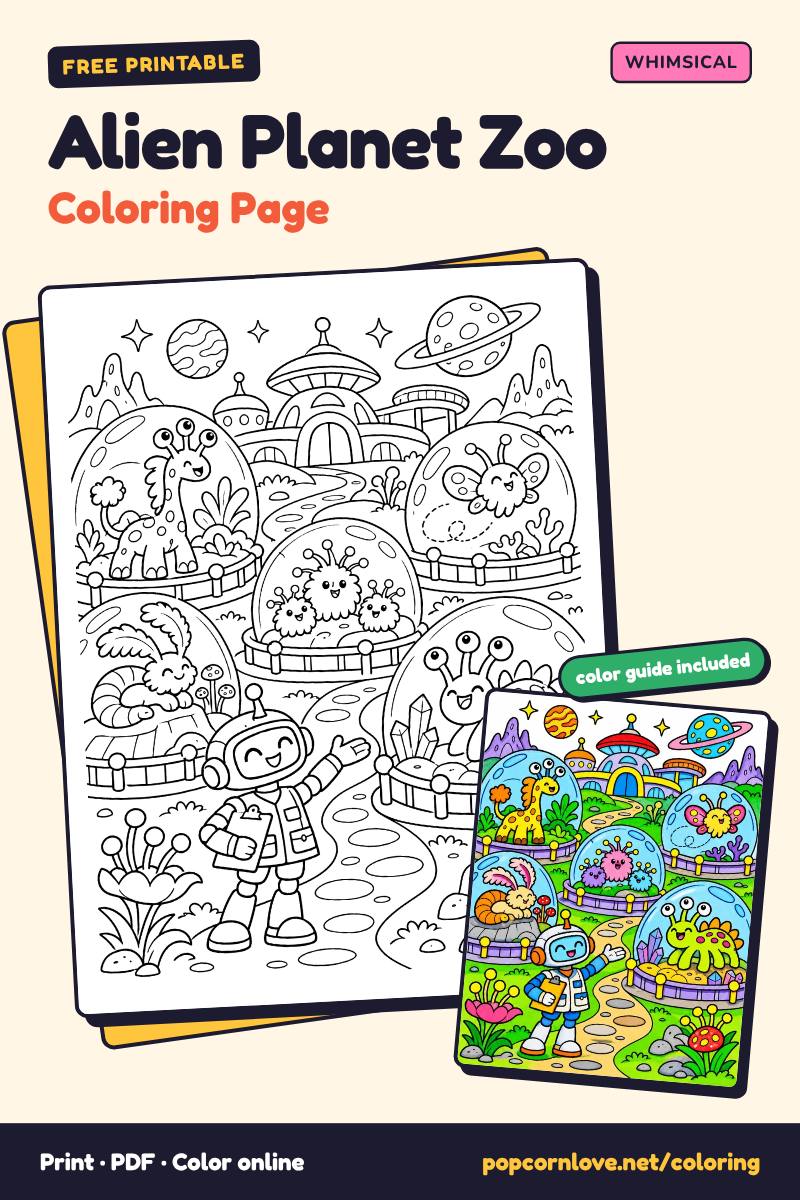 FREE PRINTABLE
WHIMSICAL
Alien Planet Zoo
Coloring Page
color guide included
Print · PDF · Color online
popcornlove.net/coloring